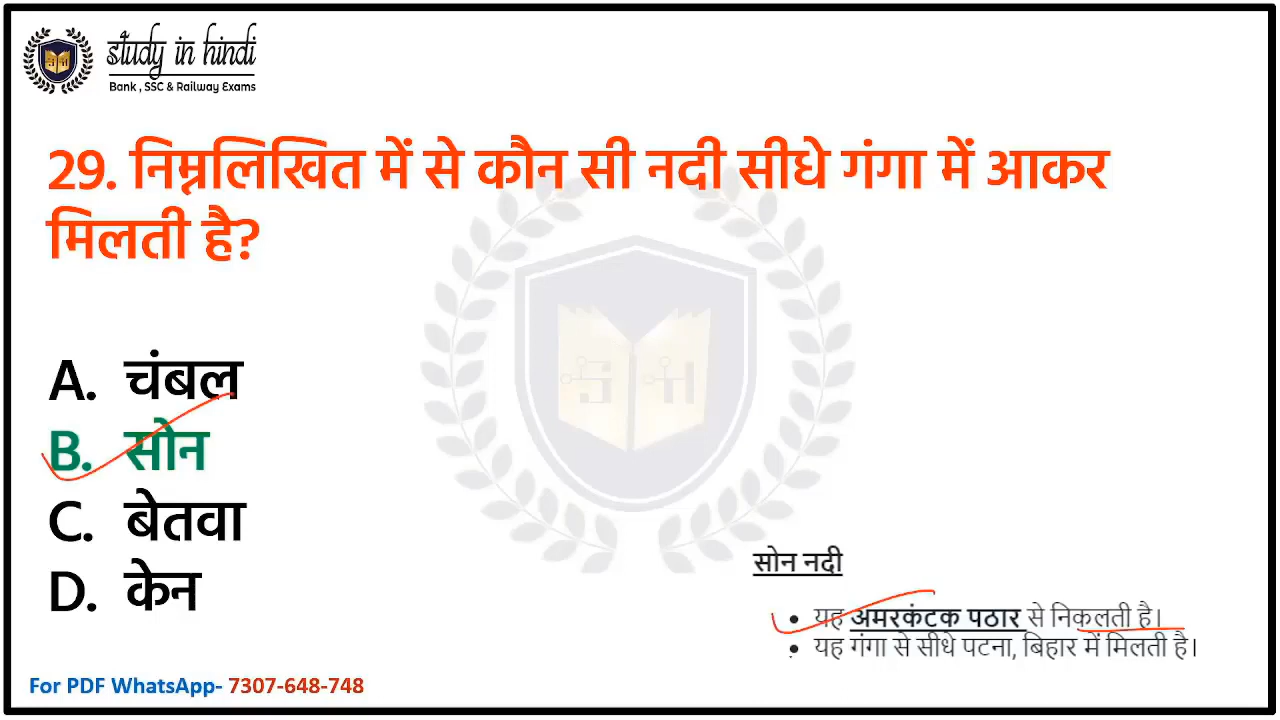 study in hindi
Bank , SSC & Railway Exams
29. निम्नलिखित में से कौन सी नदी सीधे गंगा में आकर
मिलती है?
A. चंबल
B. सोन
C. बेतवा
D. केन
सोन नदी
• यह अमरकंटक पठार से निकलती है।
• यह गंगा से सीधे पटना, बिहार में मिलती है।
For PDF WhatsApp- 7307-648-748